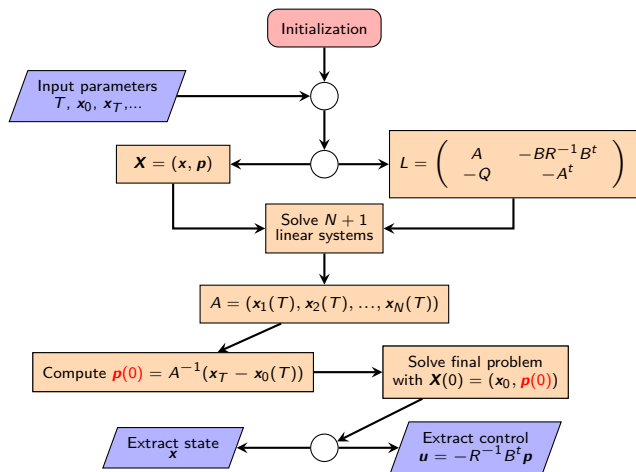 Initialization
Input parameters
T, x₀, x_T,...
X = (x, p)
L = ( A −BR⁻¹Bᵗ
−Q −Aᵗ )
Solve N + 1
linear systems
A = (x₁(T), x₂(T), ..., x_N(T))
Compute p(0) = A⁻¹(x_T − x₀(T))
Solve final problem
with X(0) = (x₀, p(0))
Extract state
x
Extract control
u = −R⁻¹Bᵗp